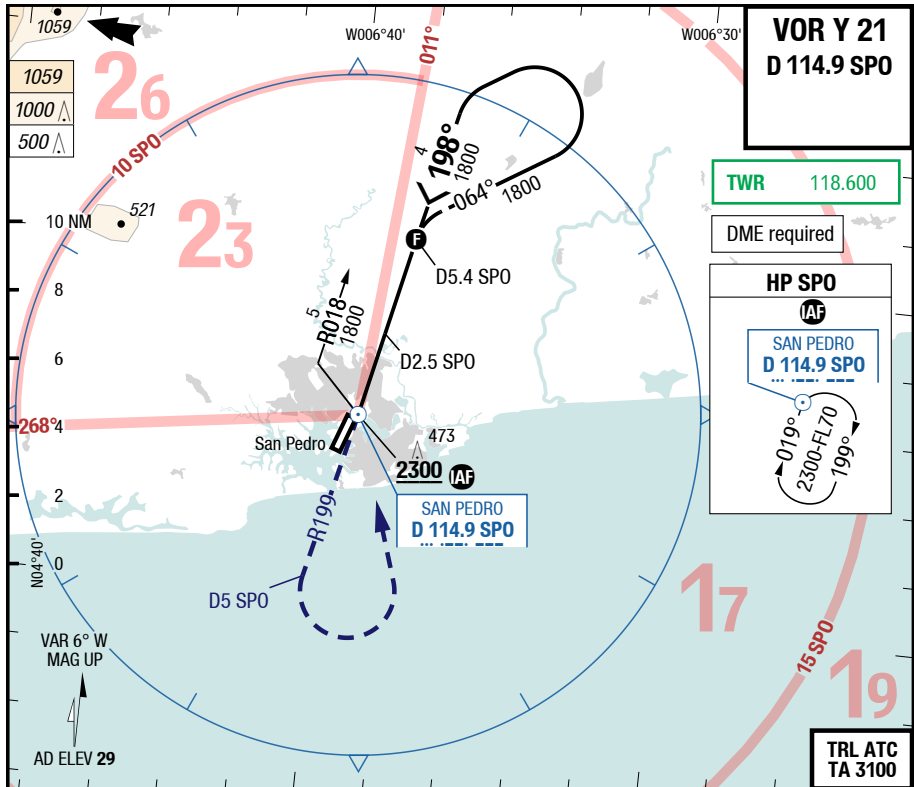 1059
W006°40'
W006°30'
VOR Y 21
D 114.9 SPO
1059
1000
500
26
011°
10 SPO
4
198°
1800
-064°
1800
TWR 118.600
DME required
10 NM
521
23
F
D5.4 SPO
HP SPO
IAF
SAN PEDRO
D 114.9 SPO
8
5
R018
1800
6
D2.5 SPO
019°
2300-FL70
199°
268°
4
San Pedro
473
2300 IAF
2
SAN PEDRO
D 114.9 SPO
R199
N04°40'
0
D5 SPO
17
15 SPO
19
VAR 6° W
MAG UP
AD ELEV 29
TRL ATC
TA 3100